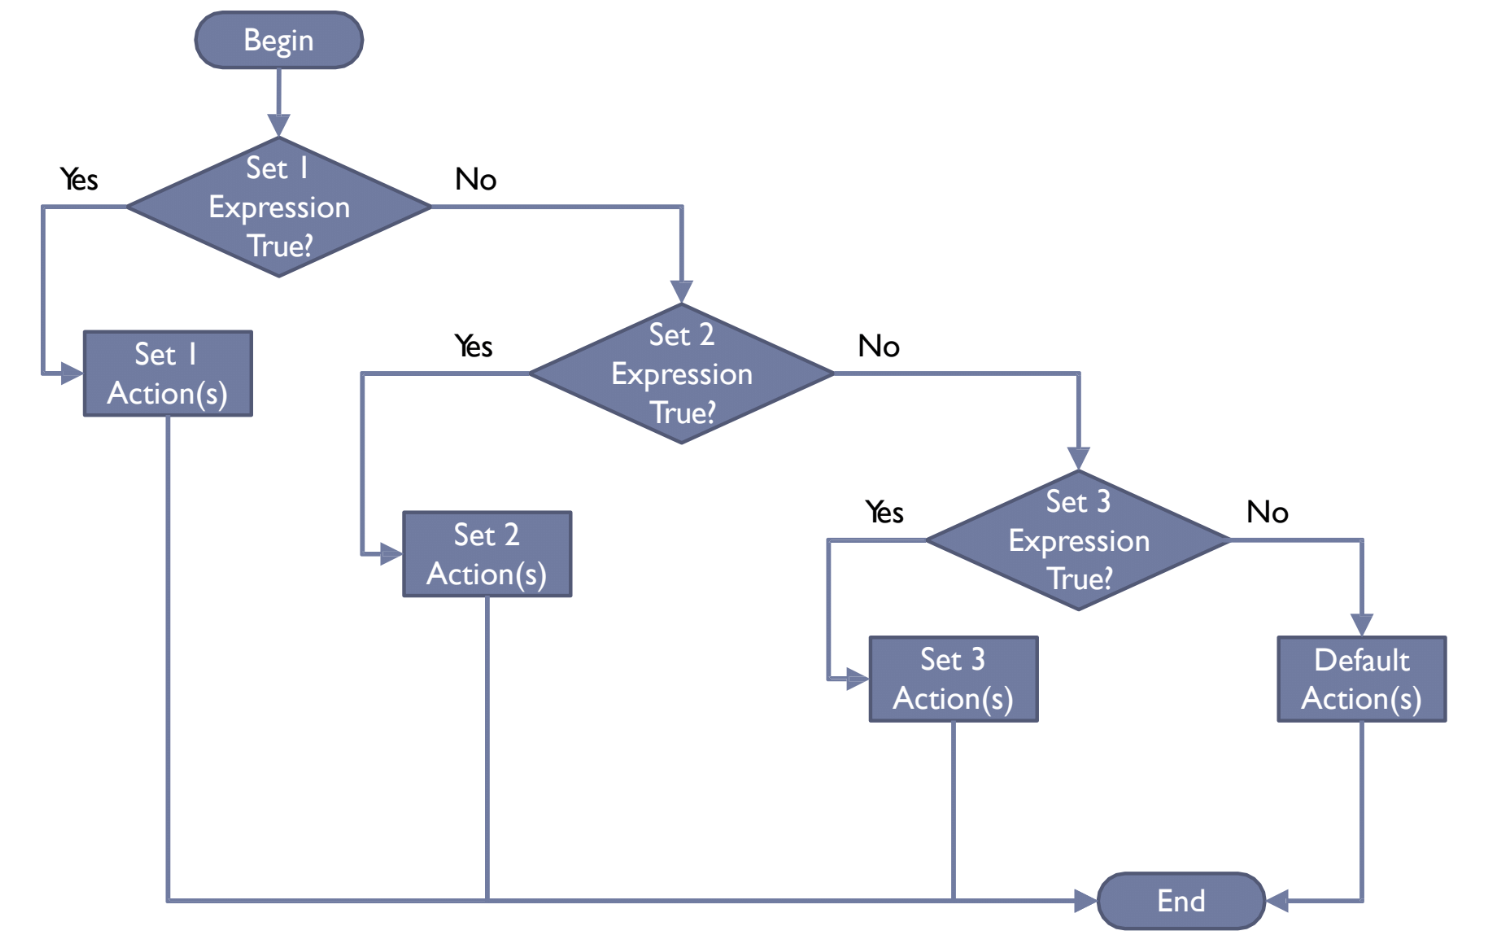 Begin
Set 1
Expression
True?
Yes
No
Set 1
Action(s)
Set 2
Expression
True?
Yes
No
Set 2
Action(s)
Set 3
Expression
True?
Yes
No
Set 3
Action(s)
Default
Action(s)
End